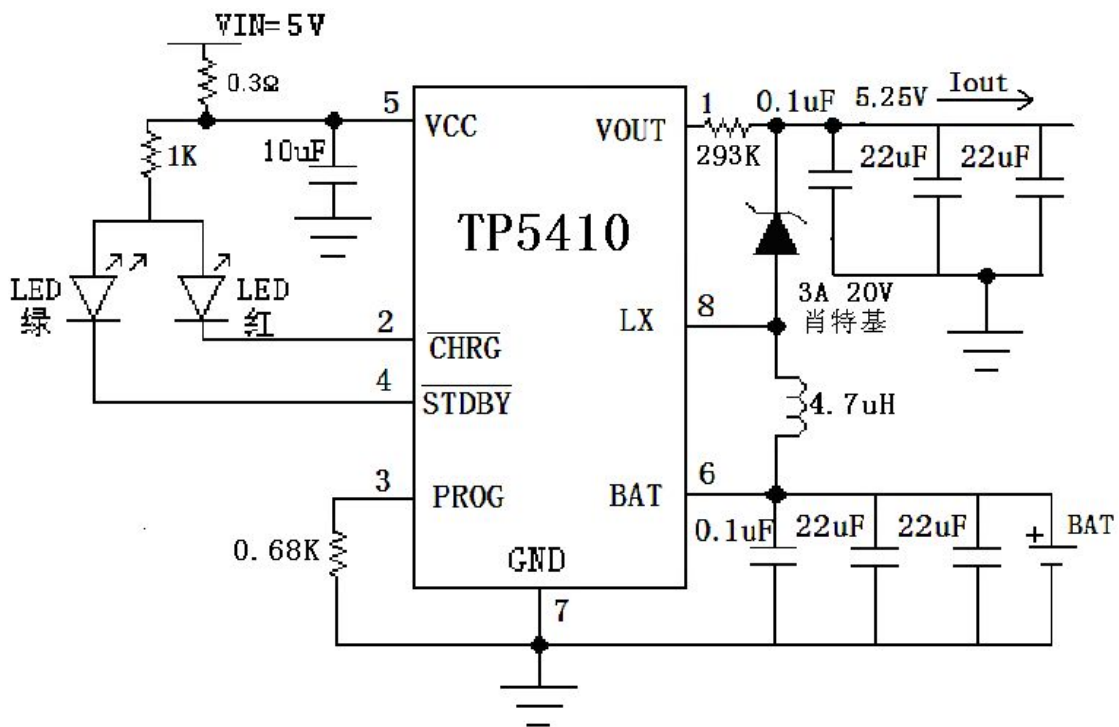 VIN=5V
0.3Ω
1K
10uF
5
VCC
LED
绿
LED
红
2
CHRG
4
STDBY
3
PROG
0.68K
TP5410
GND
7
1
VOUT
293K
0.1uF
5.25V
Iout
22uF
22uF
3A 20V
肖特基
8
LX
4.7uH
6
BAT
0.1uF
22uF
22uF
+
BAT